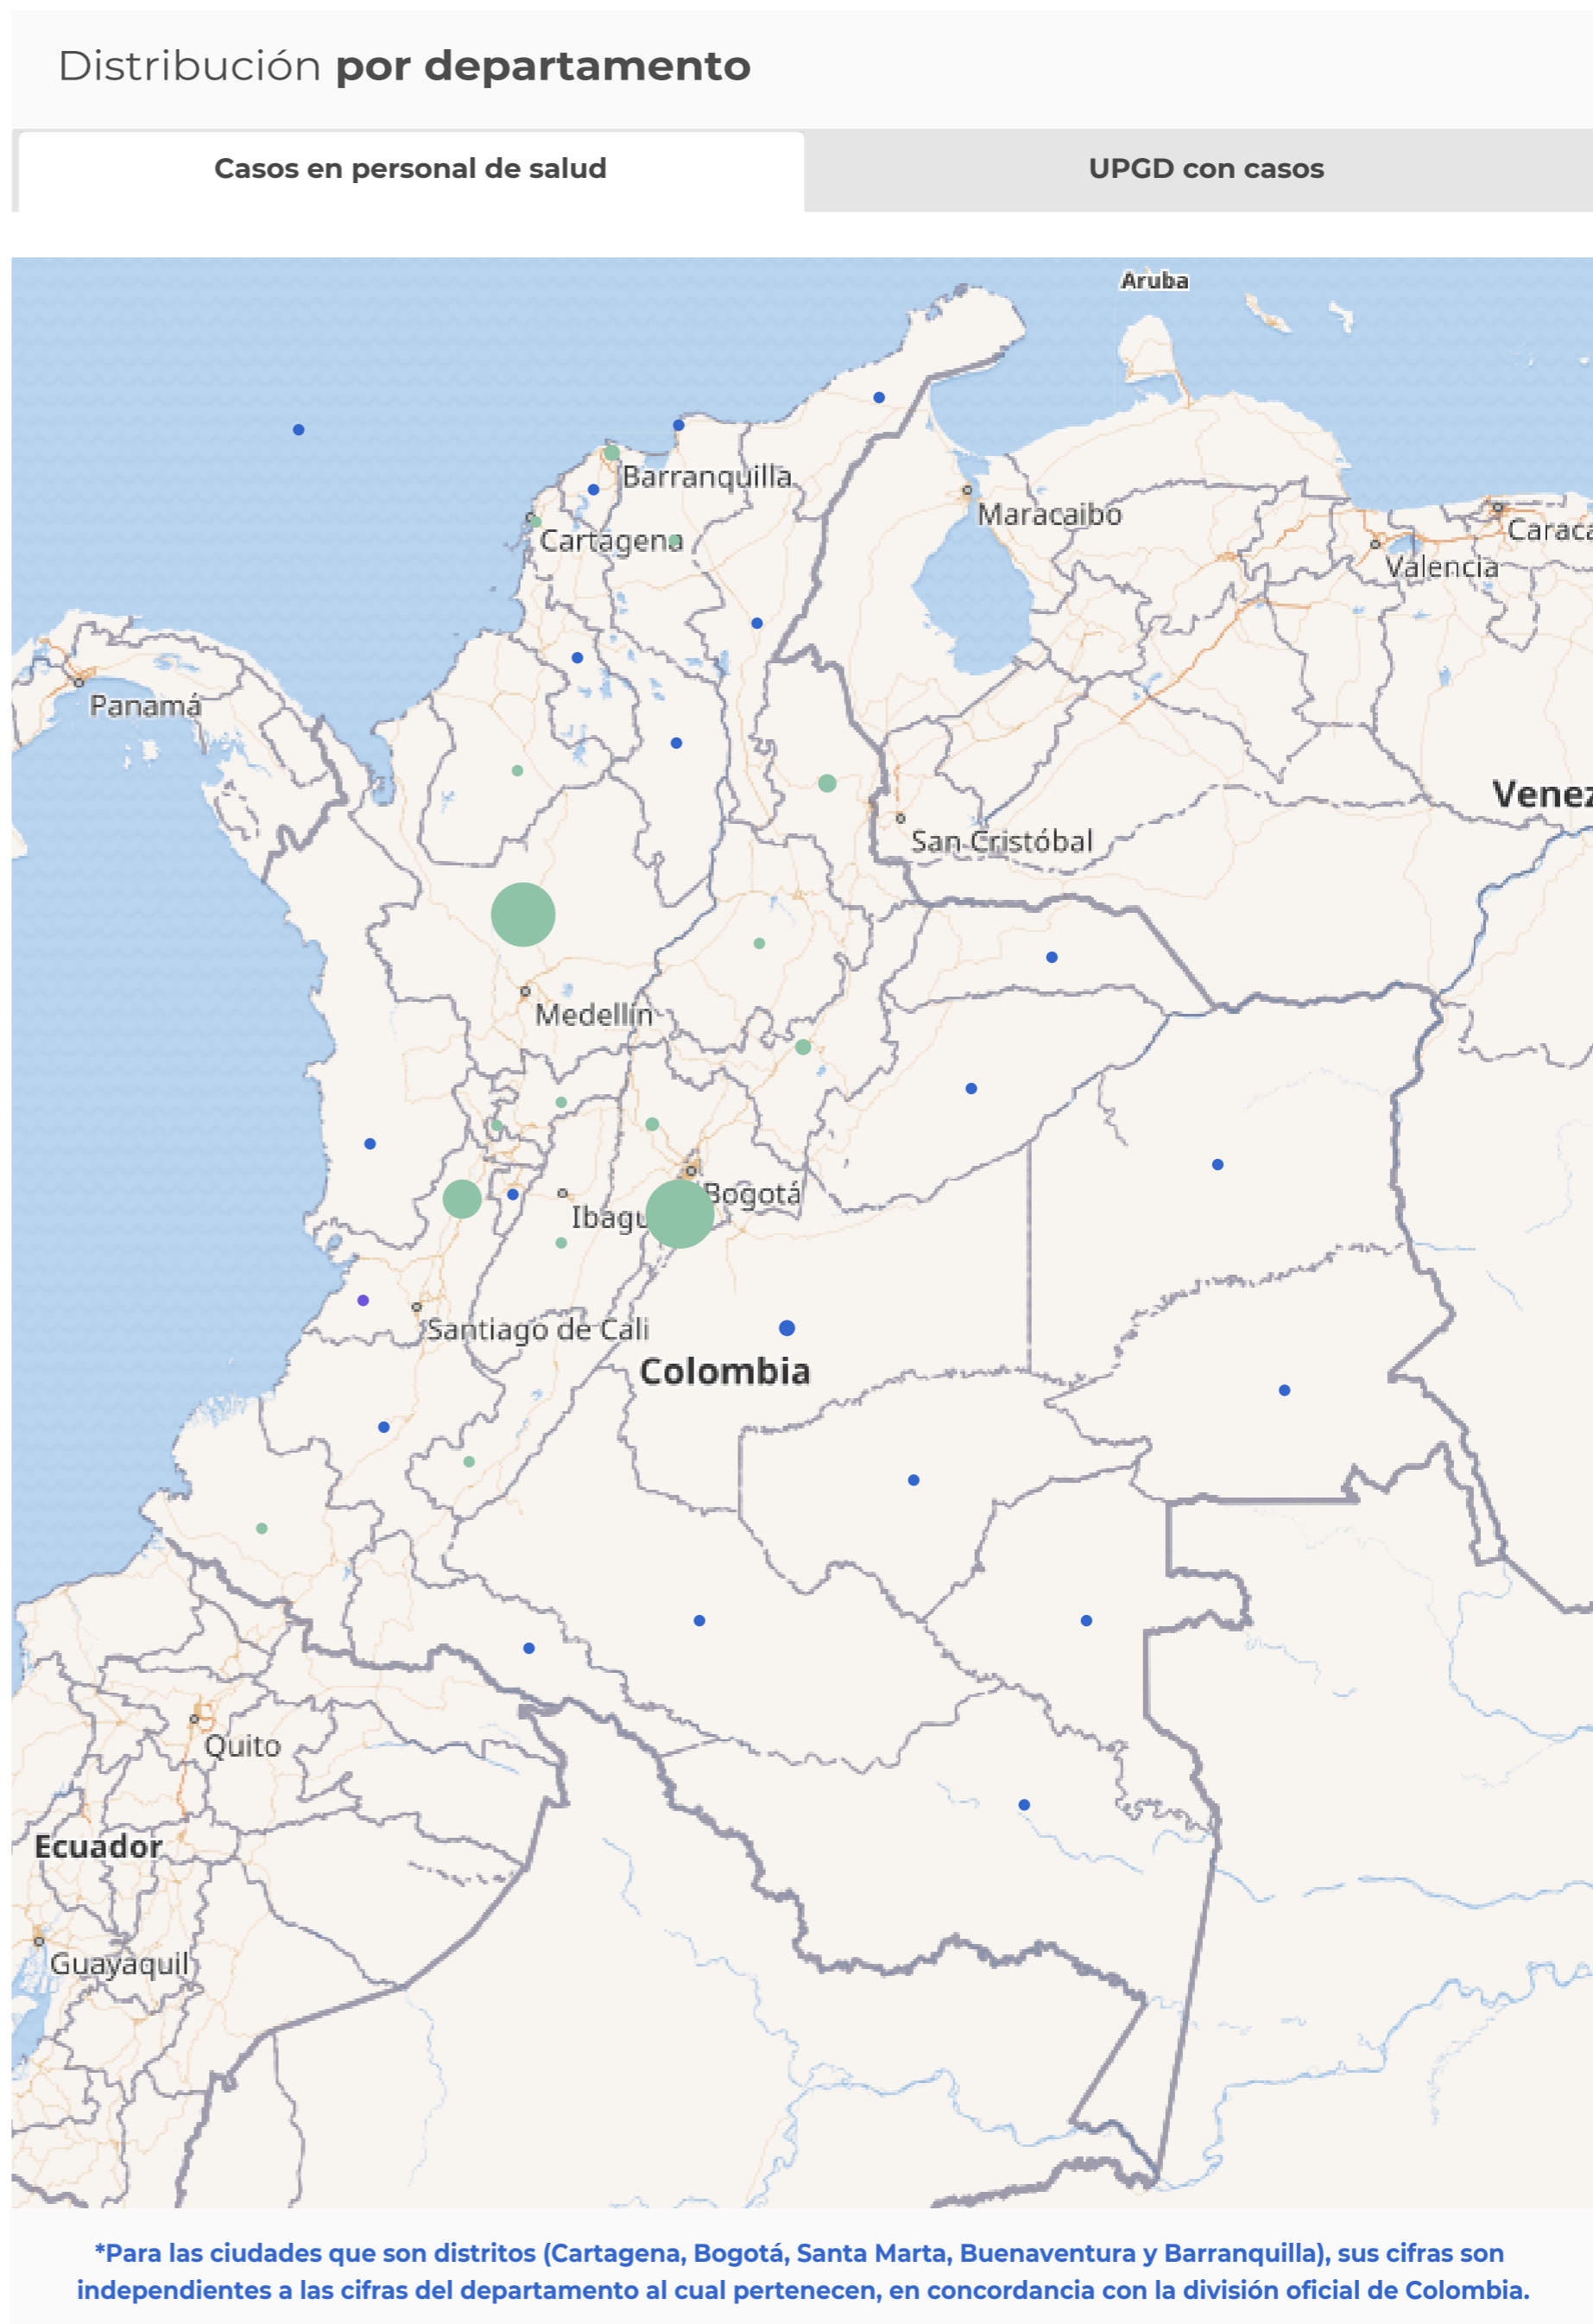 Distribución por departamento
Casos en personal de salud
UPGD con casos
Aruba
Barranquilla
Cartagena
Maracaibo
Caraca
Valencia
Panamá
Venez
San Cristóbal
Medellín
Bogotá
Ibagu
Santiago de Cali
Colombia
Quito
Ecuador
Guayaquil
*Para las ciudades que son distritos (Cartagena, Bogotá, Santa Marta, Buenaventura y Barranquilla), sus cifras son
independientes a las cifras del departamento al cual pertenecen, en concordancia con la división oficial de Colombia.